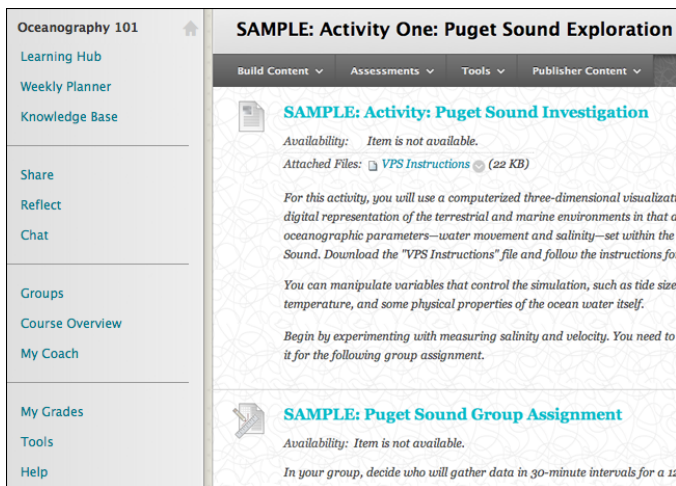 Oceanography 101
Learning Hub
Weekly Planner
Knowledge Base
Share
Reflect
Chat
Groups
Course Overview
My Coach
My Grades
Tools
Help
SAMPLE: Activity One: Puget Sound Exploration
Build Content Assessments Tools Publisher Content
SAMPLE: Activity: Puget Sound Investigation
Availability: Item is not available.
Attached Files: VPS Instructions (22 KB)
For this activity, you will use a computerized three-dimensional
digital representation of the terrestrial and marine environments in that
oceanographic parameters—water movement and salinity—set within the
Sound. Download the "VPS Instructions" file and follow the instructions
You can manipulate variables that control the simulation, such as tide size
temperature, and some physical properties of the ocean water itself.
Begin by experimenting with measuring salinity and velocity. You need to
it for the following group assignment.
SAMPLE: Puget Sound Group Assignment
Availability: Item is not available.
In your group, decide who will gather data in 30-minute intervals for a